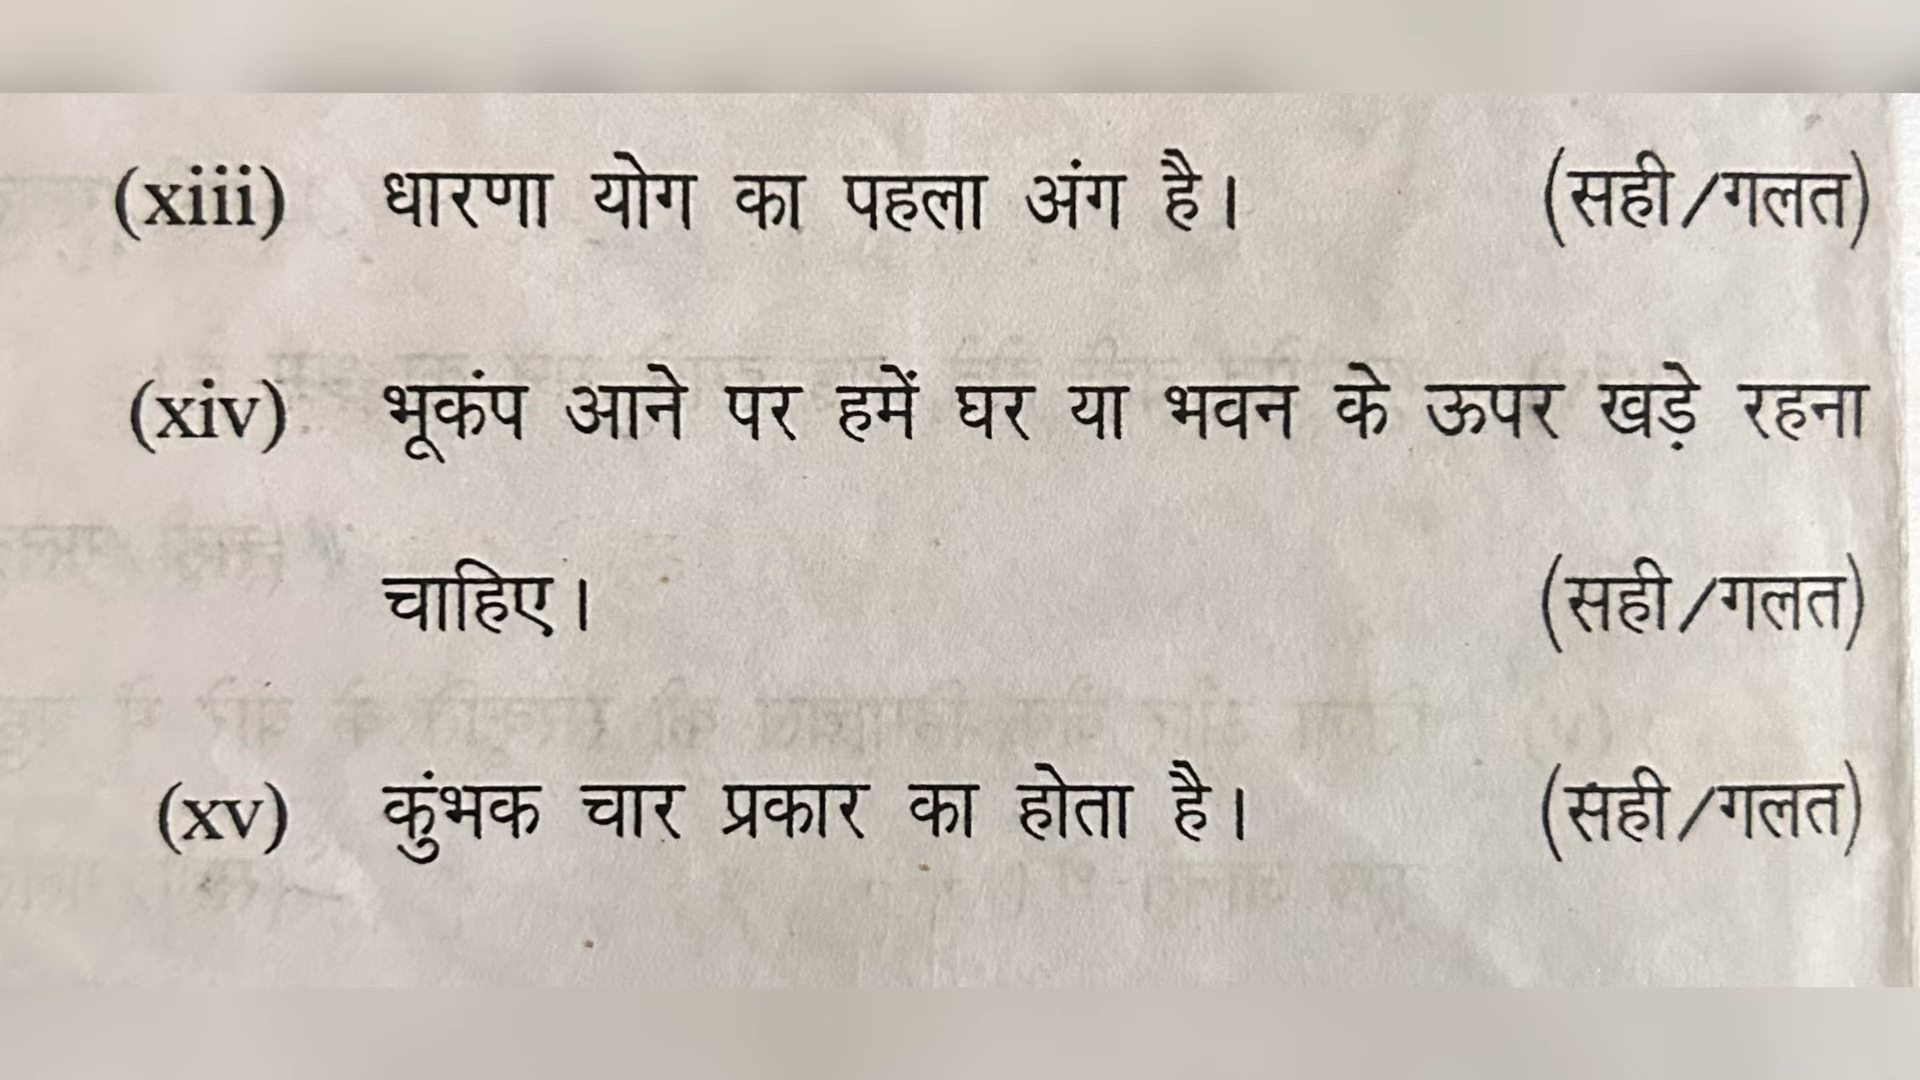 (xiii) धारणा योग का पहला अंग है। (सही/गलत)
(xiv) भूकंप आने पर हमें घर या भवन के ऊपर खड़े रहना
चाहिए। (सही/गलत)
(xv) कुंभक चार प्रकार का होता है। (सही/गलत)